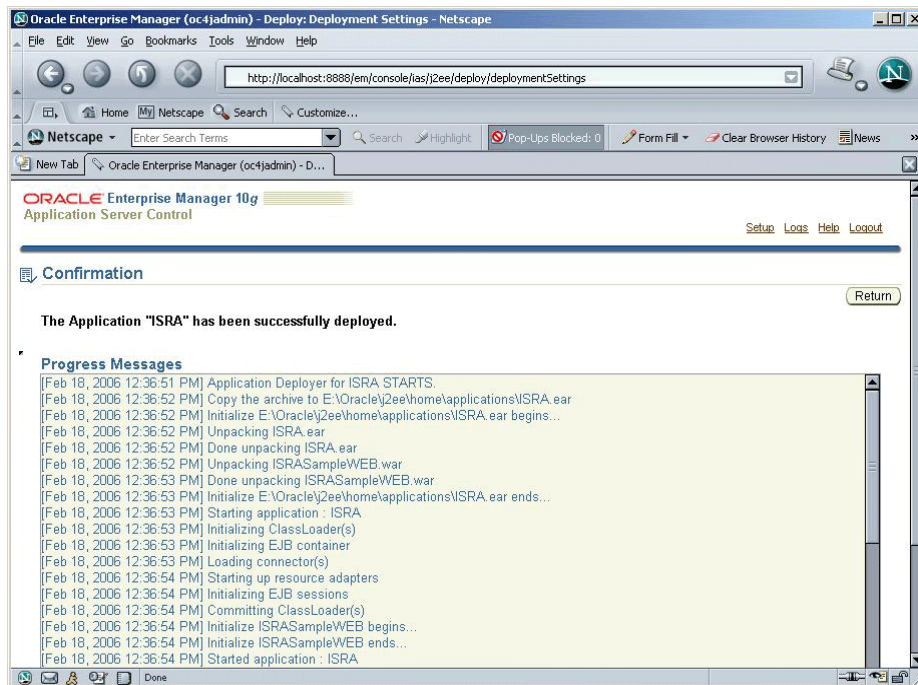 Oracle Enterprise Manager (oc4jadmin) - Deploy: Deployment Settings - Netscape
File Edit View Go Bookmarks Tools Window Help
http://localhost:8888/em/console/ias/j2ee/deploy/deploymentSettings
Home My Netscape Search Customize...
Netscape Enter Search Terms Search Highlight Pop-Ups Blocked: 0 Form Fill Clear Browser History News
New Tab Oracle Enterprise Manager (oc4jadmin) - D...
ORACLE Enterprise Manager 10g
Application Server Control
Setup Logs Help Logout
Confirmation
Return
The Application "ISRA" has been successfully deployed.
Progress Messages
[Feb 18, 2006 12:36:51 PM] Application Deployer for ISRA STARTS.
[Feb 18, 2006 12:36:52 PM] Copy the archive to E:\Oracle\j2ee\home\applications\ISRA.ear
[Feb 18, 2006 12:36:52 PM] Initialize E:\Oracle\j2ee\home\applications\ISRA.ear begins...
[Feb 18, 2006 12:36:52 PM] Unpacking ISRA.ear
[Feb 18, 2006 12:36:52 PM] Done unpacking ISRA.ear
[Feb 18, 2006 12:36:52 PM] Unpacking ISRASampleWEB.war
[Feb 18, 2006 12:36:53 PM] Done unpacking ISRASampleWEB.war
[Feb 18, 2006 12:36:53 PM] Initialize E:\Oracle\j2ee\home\applications\ISRA.ear ends...
[Feb 18, 2006 12:36:53 PM] Starting application : ISRA
[Feb 18, 2006 12:36:53 PM] Initializing ClassLoader(s)
[Feb 18, 2006 12:36:53 PM] Initializing EJB container
[Feb 18, 2006 12:36:53 PM] Loading connector(s)
[Feb 18, 2006 12:36:54 PM] Starting up resource adapters
[Feb 18, 2006 12:36:54 PM] Initializing EJB sessions
[Feb 18, 2006 12:36:54 PM] Committing ClassLoader(s)
[Feb 18, 2006 12:36:54 PM] Initialize ISRASampleWEB begins...
[Feb 18, 2006 12:36:54 PM] Initialize ISRASampleWEB ends...
[Feb 18, 2006 12:36:54 PM] Started application : ISRA
Done